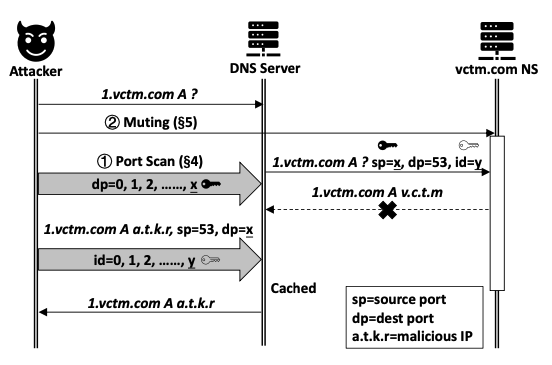 Attacker
DNS Server
vctm.com NS
1.vctm.com A ?
② Muting (§5)
① Port Scan (§4)
1.vctm.com A ? sp=x, dp=53, id=y
dp=0, 1, 2, ……, x
1.vctm.com A v.c.t.m
1.vctm.com A a.t.k.r, sp=53, dp=x
id=0, 1, 2, ……, y
Cached
1.vctm.com A a.t.k.r
sp=source port
dp=dest port
a.t.k.r=malicious IP